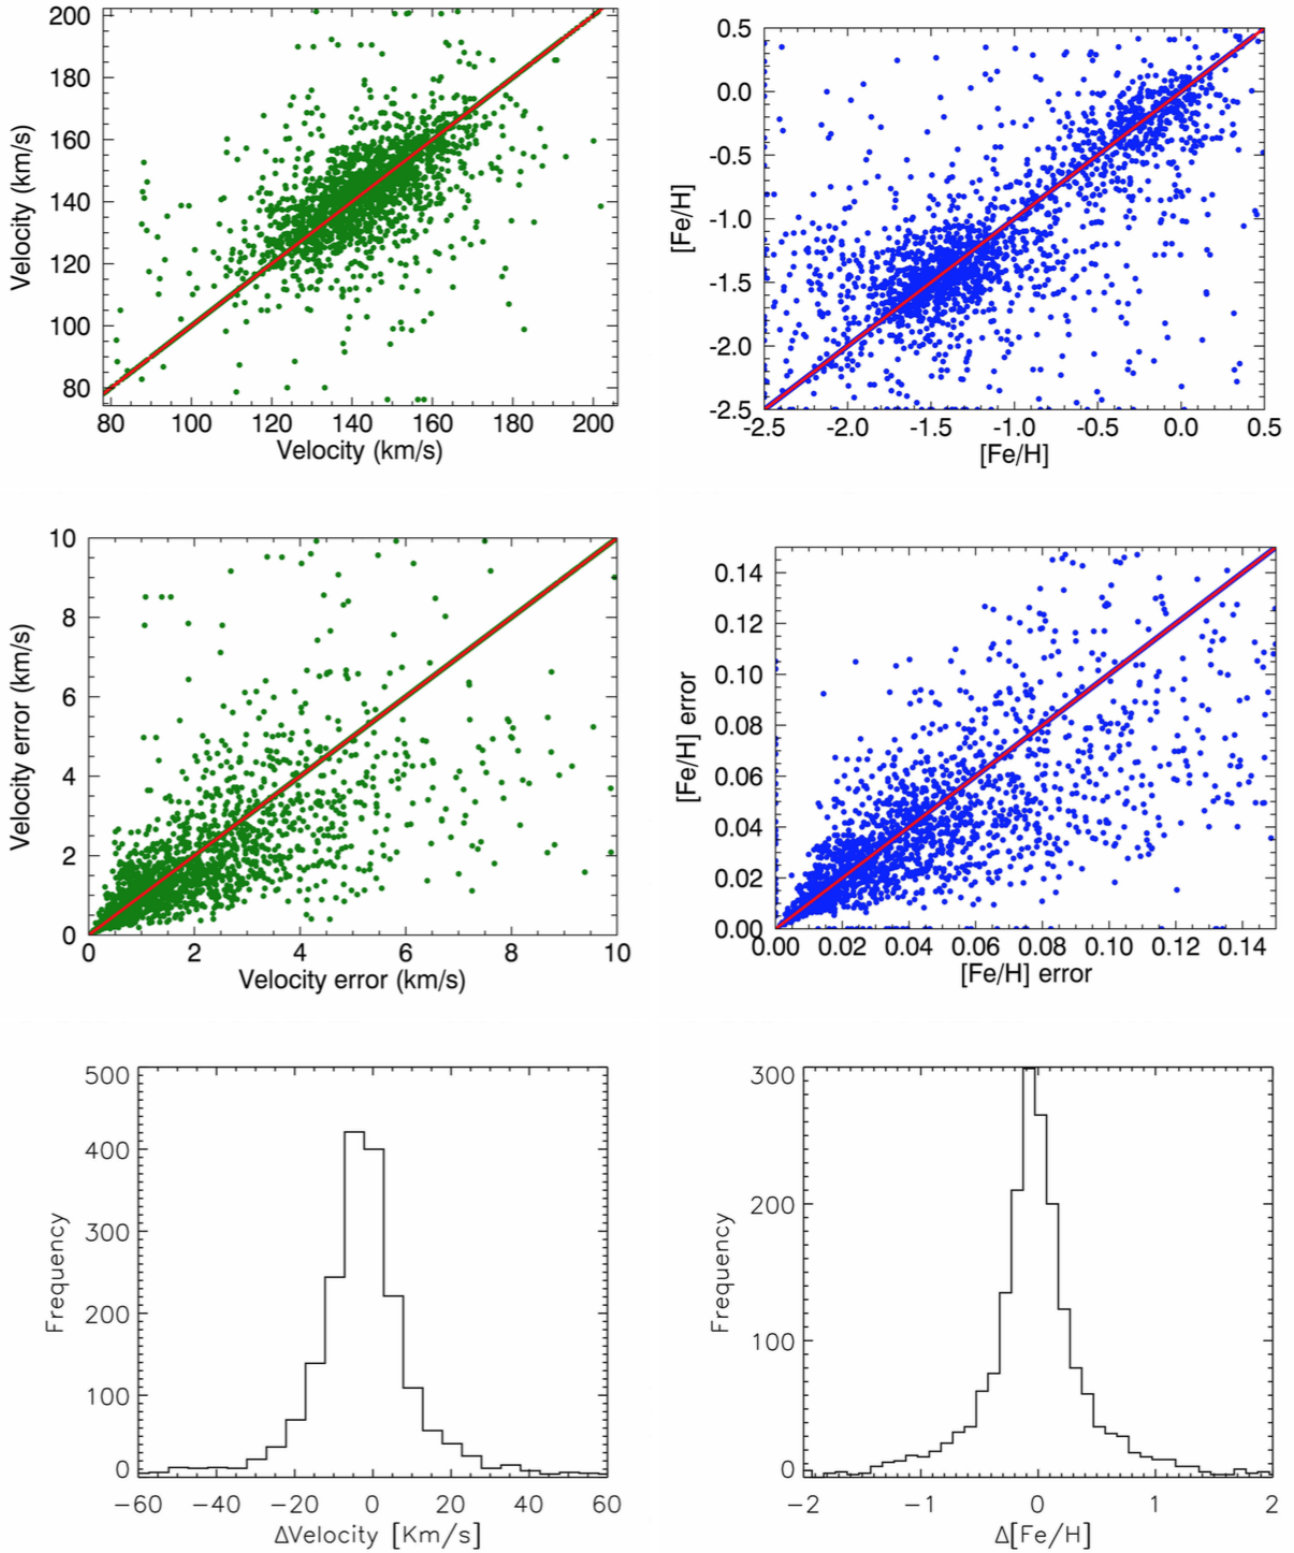 200
180
160
140
120
100
80
Velocity (km/s)
80 100 120 140 160 180 200
Velocity (km/s)
0.5
0.0
-0.5
-1.0
-1.5
-2.0
-2.5
[Fe/H]
-2.5 -2.0 -1.5 -1.0 -0.5 0.0 0.5
[Fe/H]
10
8
6
4
2
0
Velocity error (km/s)
0 2 4 6 8 10
Velocity error (km/s)
0.14
0.12
0.10
0.08
0.06
0.04
0.02
0.00
[Fe/H] error
0.00 0.02 0.04 0.06 0.08 0.10 0.12 0.14
[Fe/H] error
500
400
300
200
100
0
Frequency
−60 −40 −20 0 20 40 60
ΔVelocity [Km/s]
300
200
100
0
Frequency
−2 −1 0 1 2
Δ[Fe/H]